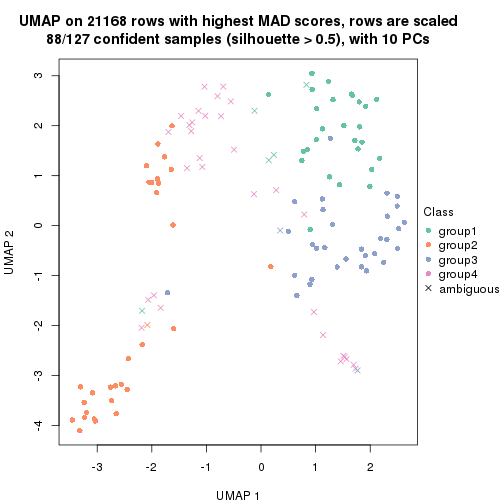 UMAP on 21168 rows with highest MAD scores, rows are scaled
88/127 confident samples (silhouette > 0.5), with 10 PCs
3
2
1
0
-1
-2
-3
-4
UMAP 2
-3 -2 -1 0 1 2
UMAP 1
Class
group1
group2
group3
group4
ambiguous